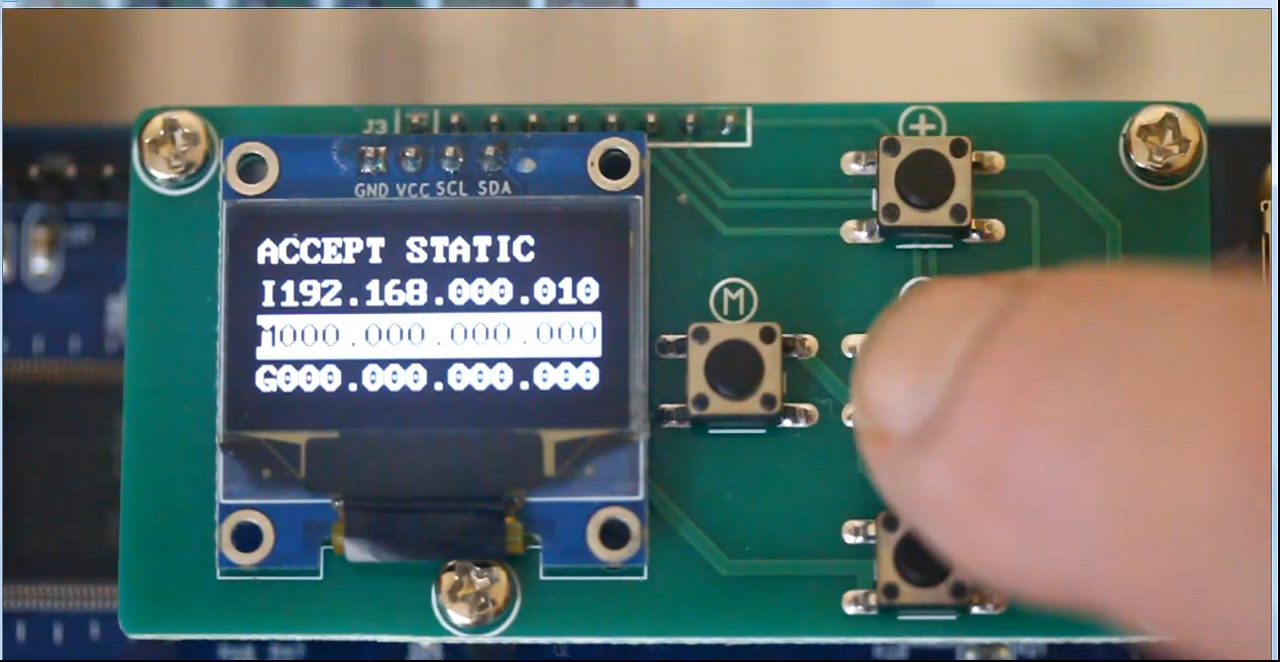 J3
GND VCC SCL SDA
+
ACCEPT STATIC
I192.168.000.010
M000.000.000.000
G000.000.000.000
M